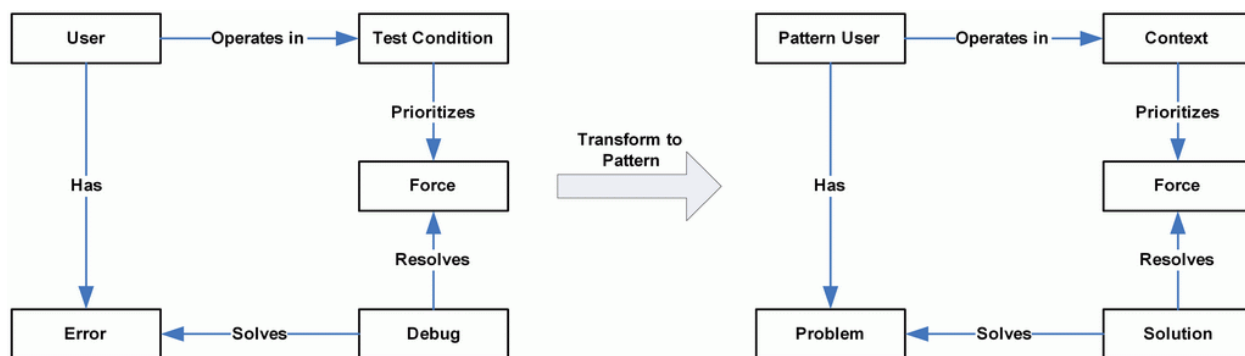 User
Operates in
Test Condition
Prioritizes
Has
Force
Resolves
Error
Solves
Debug
Transform to
Pattern
Pattern User
Operates in
Context
Prioritizes
Has
Force
Resolves
Problem
Solves
Solution